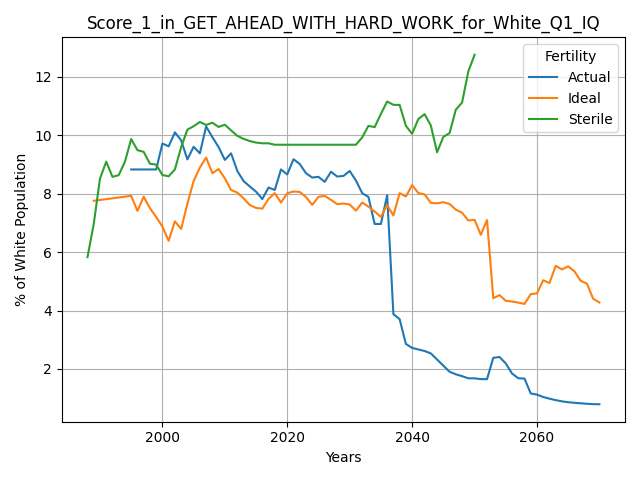 Score_1_in_GET_AHEAD_WITH_HARD_WORK_for_White_Q1_IQ
% of White Population
12
10
8
6
4
2
2000 2020 2040 2060
Years
Fertility
Actual
Ideal
Sterile